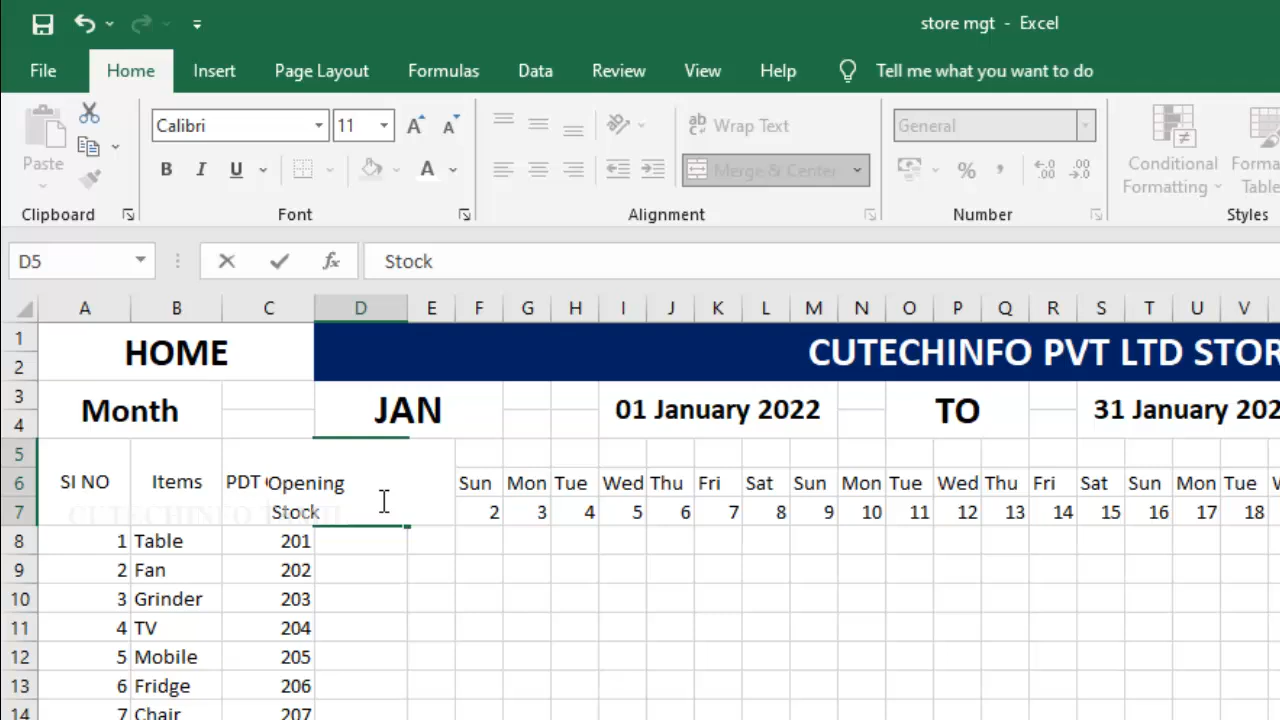 store mgt - Excel
File Home Insert Page Layout Formulas Data Review View Help Tell me what you want to do
Paste
Calibri 11
B I U A
ab Wrap Text
Merge & Center
General
% ,
Conditional
Formatting
Forma
Table
Clipboard Font Alignment Number Styles
D5 fx Stock
A B C D E F G H I J K L M N O P Q R S T U V
1 HOME CUTECHINFO PVT LTD STOR
2
3 Month JAN 01 January 2022 TO 31 January 202
4
5
6 SI NO Items PDT Opening Sun Mon Tue Wed Thu Fri Sat Sun Mon Tue Wed Thu Fri Sat Sun Mon Tue
7 Stock 2 3 4 5 6 7 8 9 10 11 12 13 14 15 16 17 18
8 1 Table 201
9 2 Fan 202
10 3 Grinder 203
11 4 TV 204
12 5 Mobile 205
13 6 Fridge 206
14 7 Chair 207